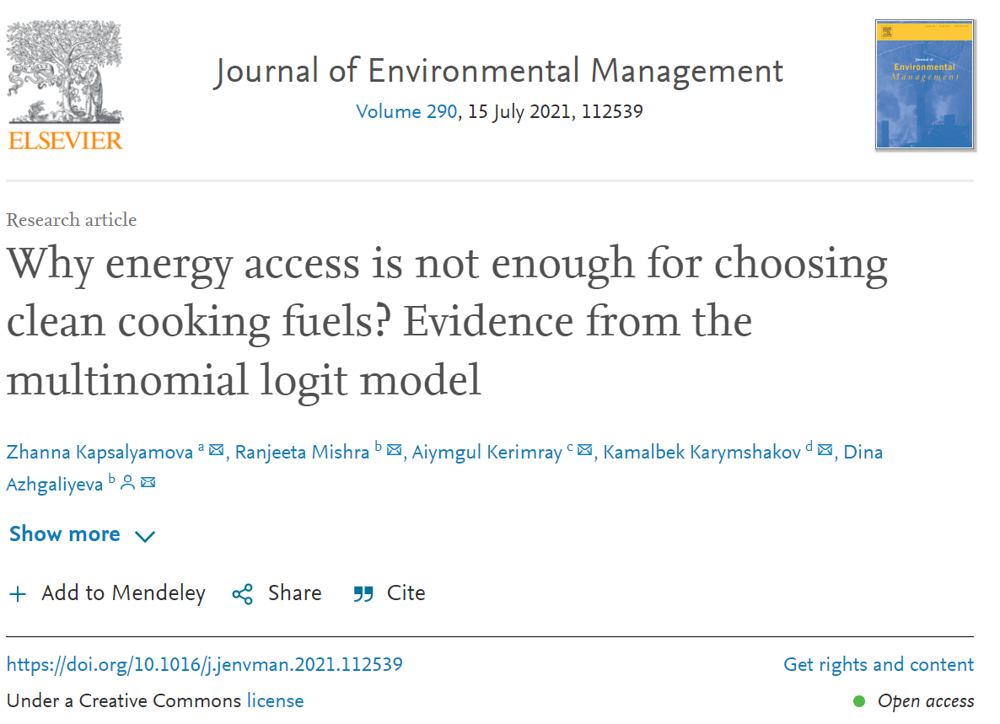 ELSEVIER
Journal of Environmental Management
Volume 290, 15 July 2021, 112539
Journal of
Environmental
Management
Research article
Why energy access is not enough for choosing
clean cooking fuels? Evidence from the
multinomial logit model
Zhanna Kapsalyamova a, Ranjeeta Mishra b, Aiymgul Kerimray c, Kamalbek Karymshakov d, Dina
Azhgaliyeva b
Show more
Add to Mendeley Share Cite
https://doi.org/10.1016/j.jenvman.2021.112539 Get rights and content
Under a Creative Commons license Open access